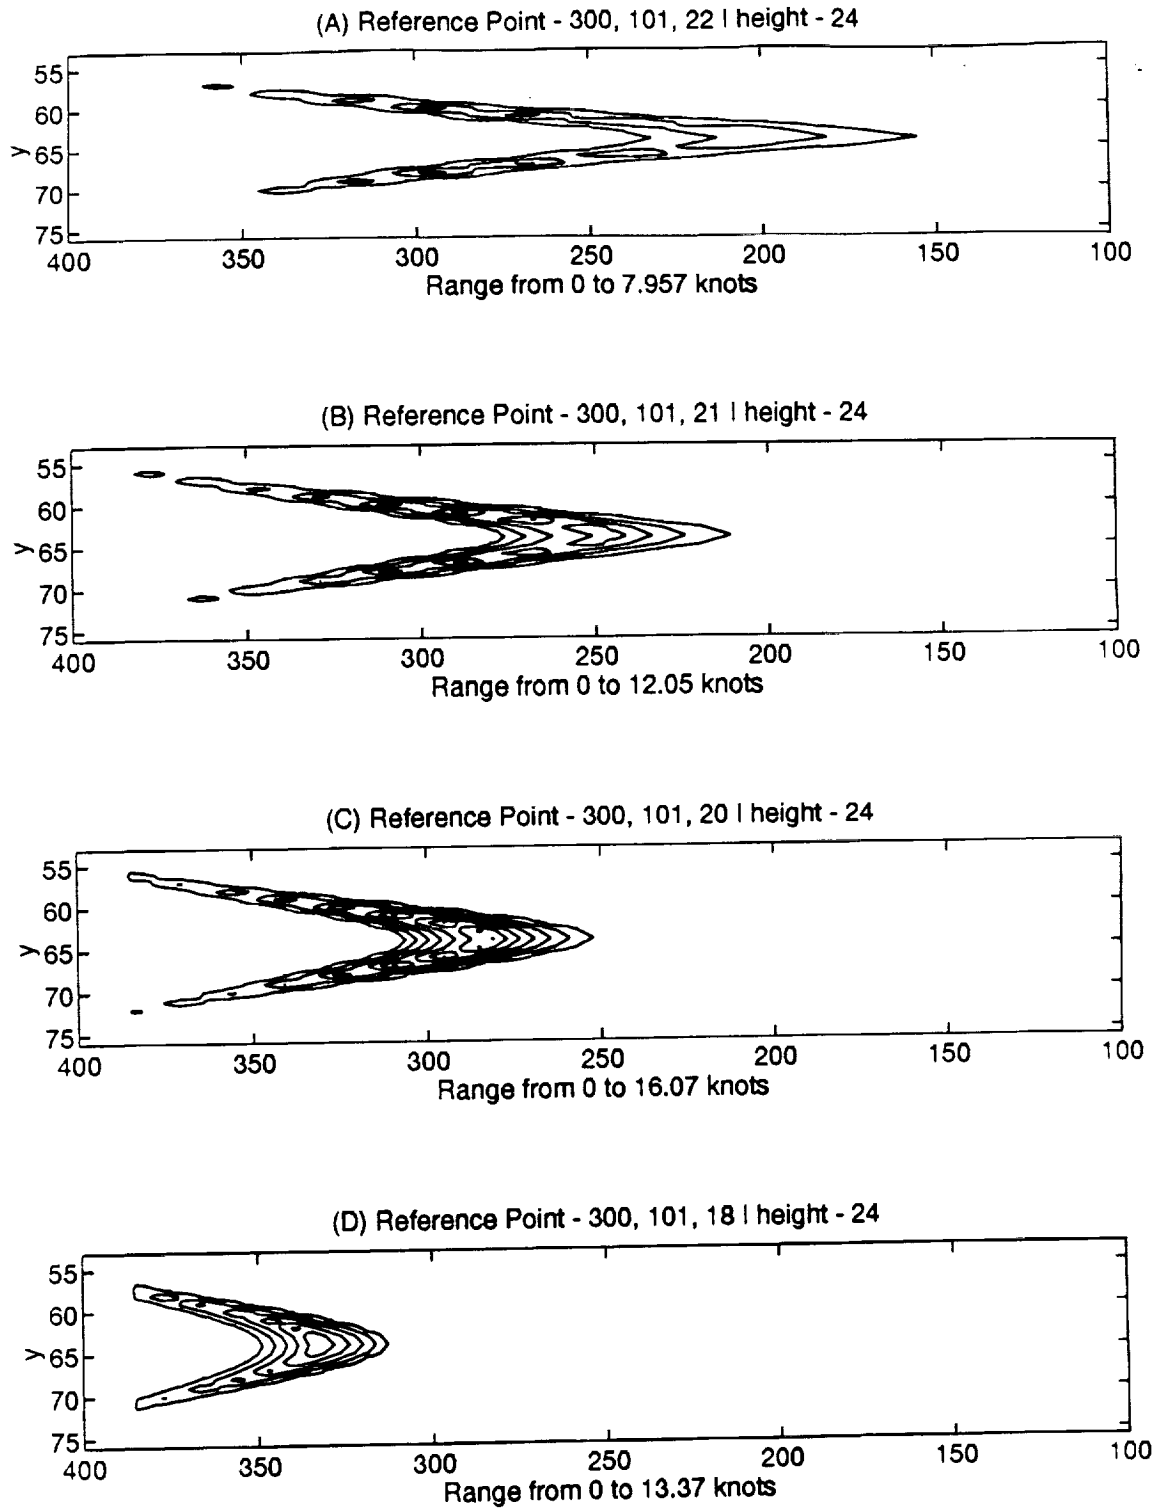 (A) Reference Point - 300, 101, 22 | height - 24
55
60
65
70
75
y
400 350 300 250 200 150 100
Range from 0 to 7.957 knots
(B) Reference Point - 300, 101, 21 | height - 24
55
60
65
70
75
y
400 350 300 250 200 150 100
Range from 0 to 12.05 knots
(C) Reference Point - 300, 101, 20 | height - 24
55
60
65
70
75
y
400 350 300 250 200 150 100
Range from 0 to 16.07 knots
(D) Reference Point - 300, 101, 18 | height - 24
55
60
65
70
75
y
400 350 300 250 200 150 100
Range from 0 to 13.37 knots